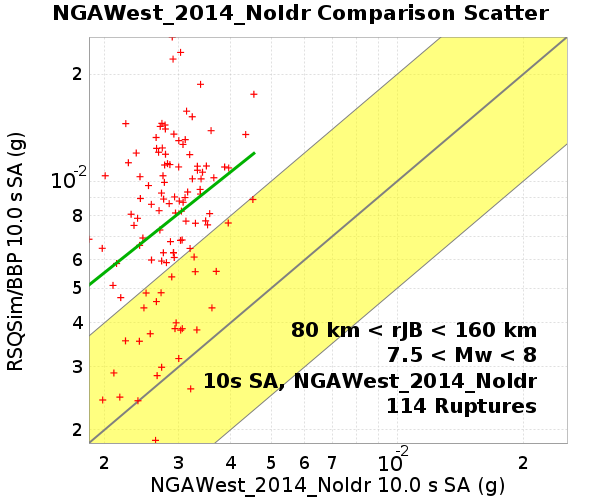 NGAWest_2014_NoIdr Comparison Scatter
RSQSim/BBP 10.0 s SA (g)
2
10-2
8
6
5
4
3
2
80 km < rJB < 160 km
7.5 < Mw < 8
10s SA, NGAWest_2014_NoIdr
114 Ruptures
2 3 4 5 6 7 10-2 2
NGAWest_2014_NoIdr 10.0 s SA (g)